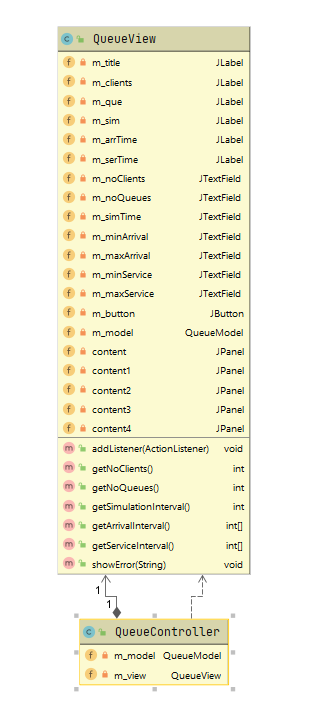 QueueView
m_title JLabel
m_clients JLabel
m_que JLabel
m_sim JLabel
m_arrTime JLabel
m_serTime JLabel
m_noClients JTextField
m_noQueues JTextField
m_simTime JTextField
m_minArrival JTextField
m_maxArrival JTextField
m_minService JTextField
m_maxService JTextField
m_button JButton
m_model QueueModel
content JPanel
content1 JPanel
content2 JPanel
content3 JPanel
content4 JPanel
addListener(ActionListener) void
getNoClients() int
getNoQueues() int
getSimulationInterval() int
getArrivalInterval() int[]
getServiceInterval() int[]
showError(String) void
1
1
QueueController
m_model QueueModel
m_view QueueView